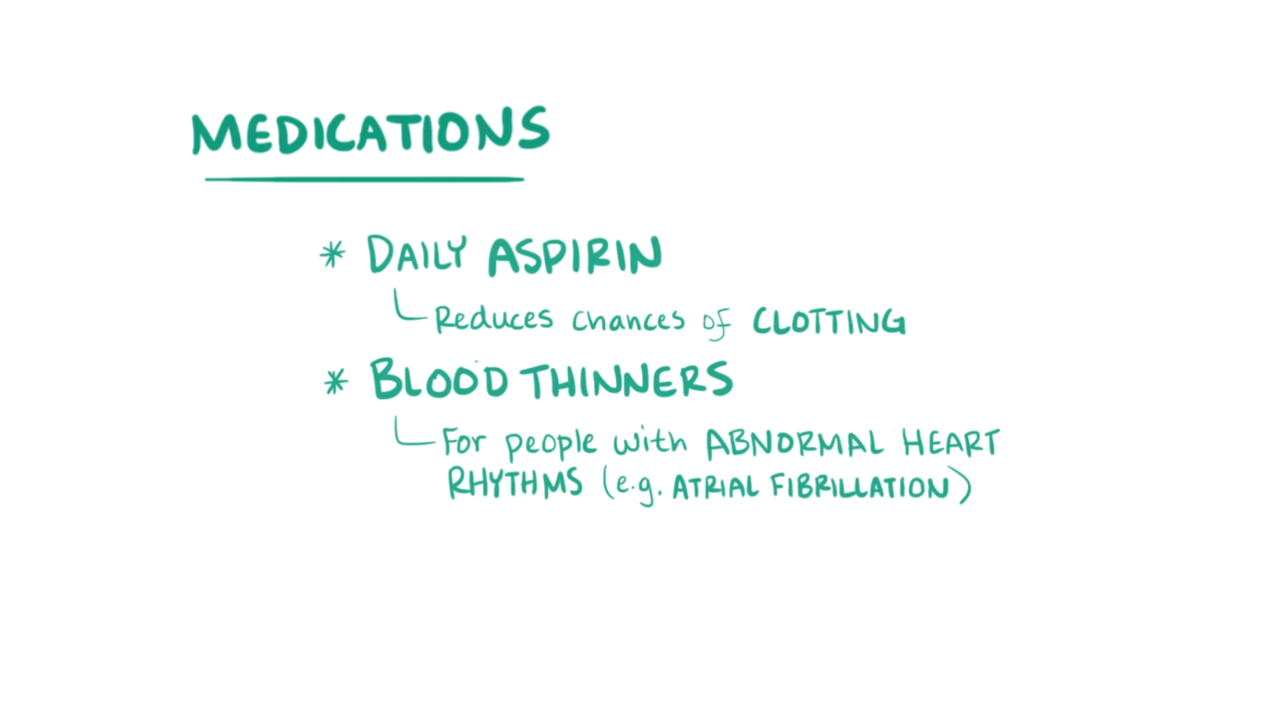 MEDICATIONS
* DAILY ASPIRIN
Reduces chances of CLOTTING
* BLOOD THINNERS
For people with ABNORMAL HEART
RHYTHMS (e.g. ATRIAL FIBRILLATION)